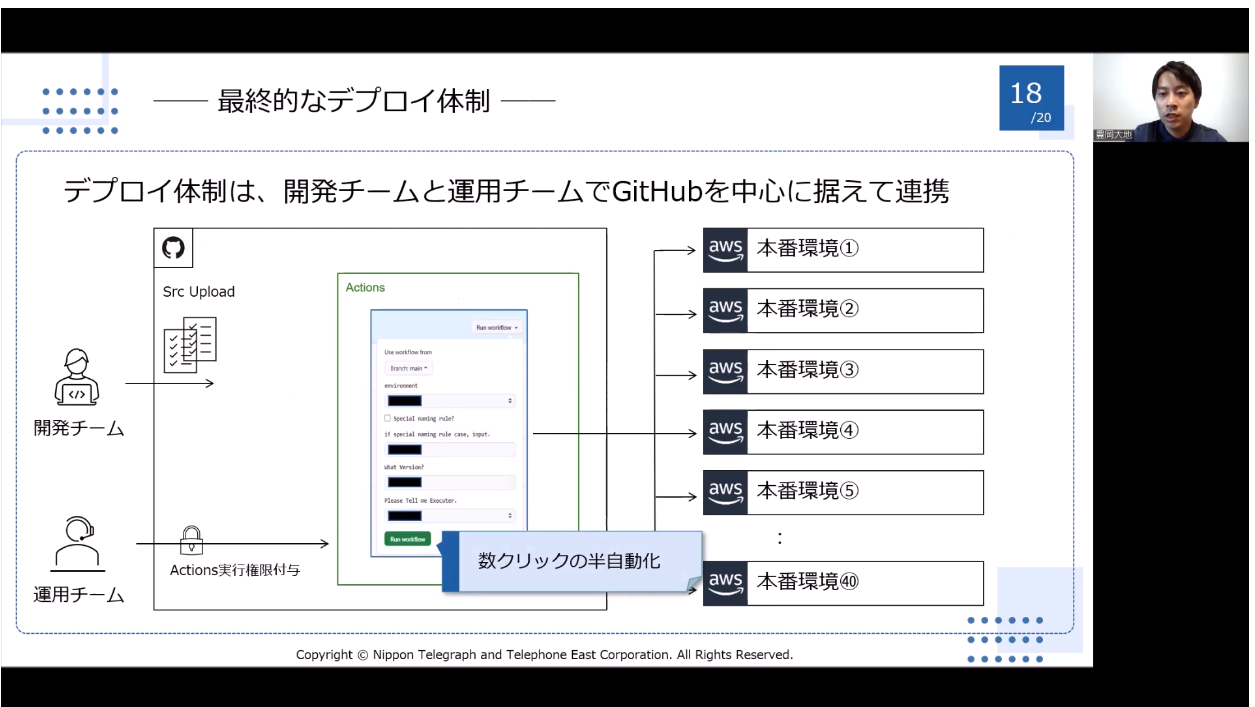 最終的なデプロイ体制
18
/20
豊岡大地
デプロイ体制は、開発チームと運用チームでGitHubを中心に据えて連携
Src Upload
Actions
Run workflow
Use workflow from
Branch: main
environment
Special naming rule?
if special naming rule case, input.
What Version?
Please Tell me Executer.
Run workflow
開発チーム
運用チーム
Actions実行権限付与
数クリックの半自動化
aws 本番環境①
aws 本番環境②
aws 本番環境③
aws 本番環境④
aws 本番環境⑤
:
aws 本番環境㊵
Copyright © Nippon Telegraph and Telephone East Corporation. All Rights Reserved.